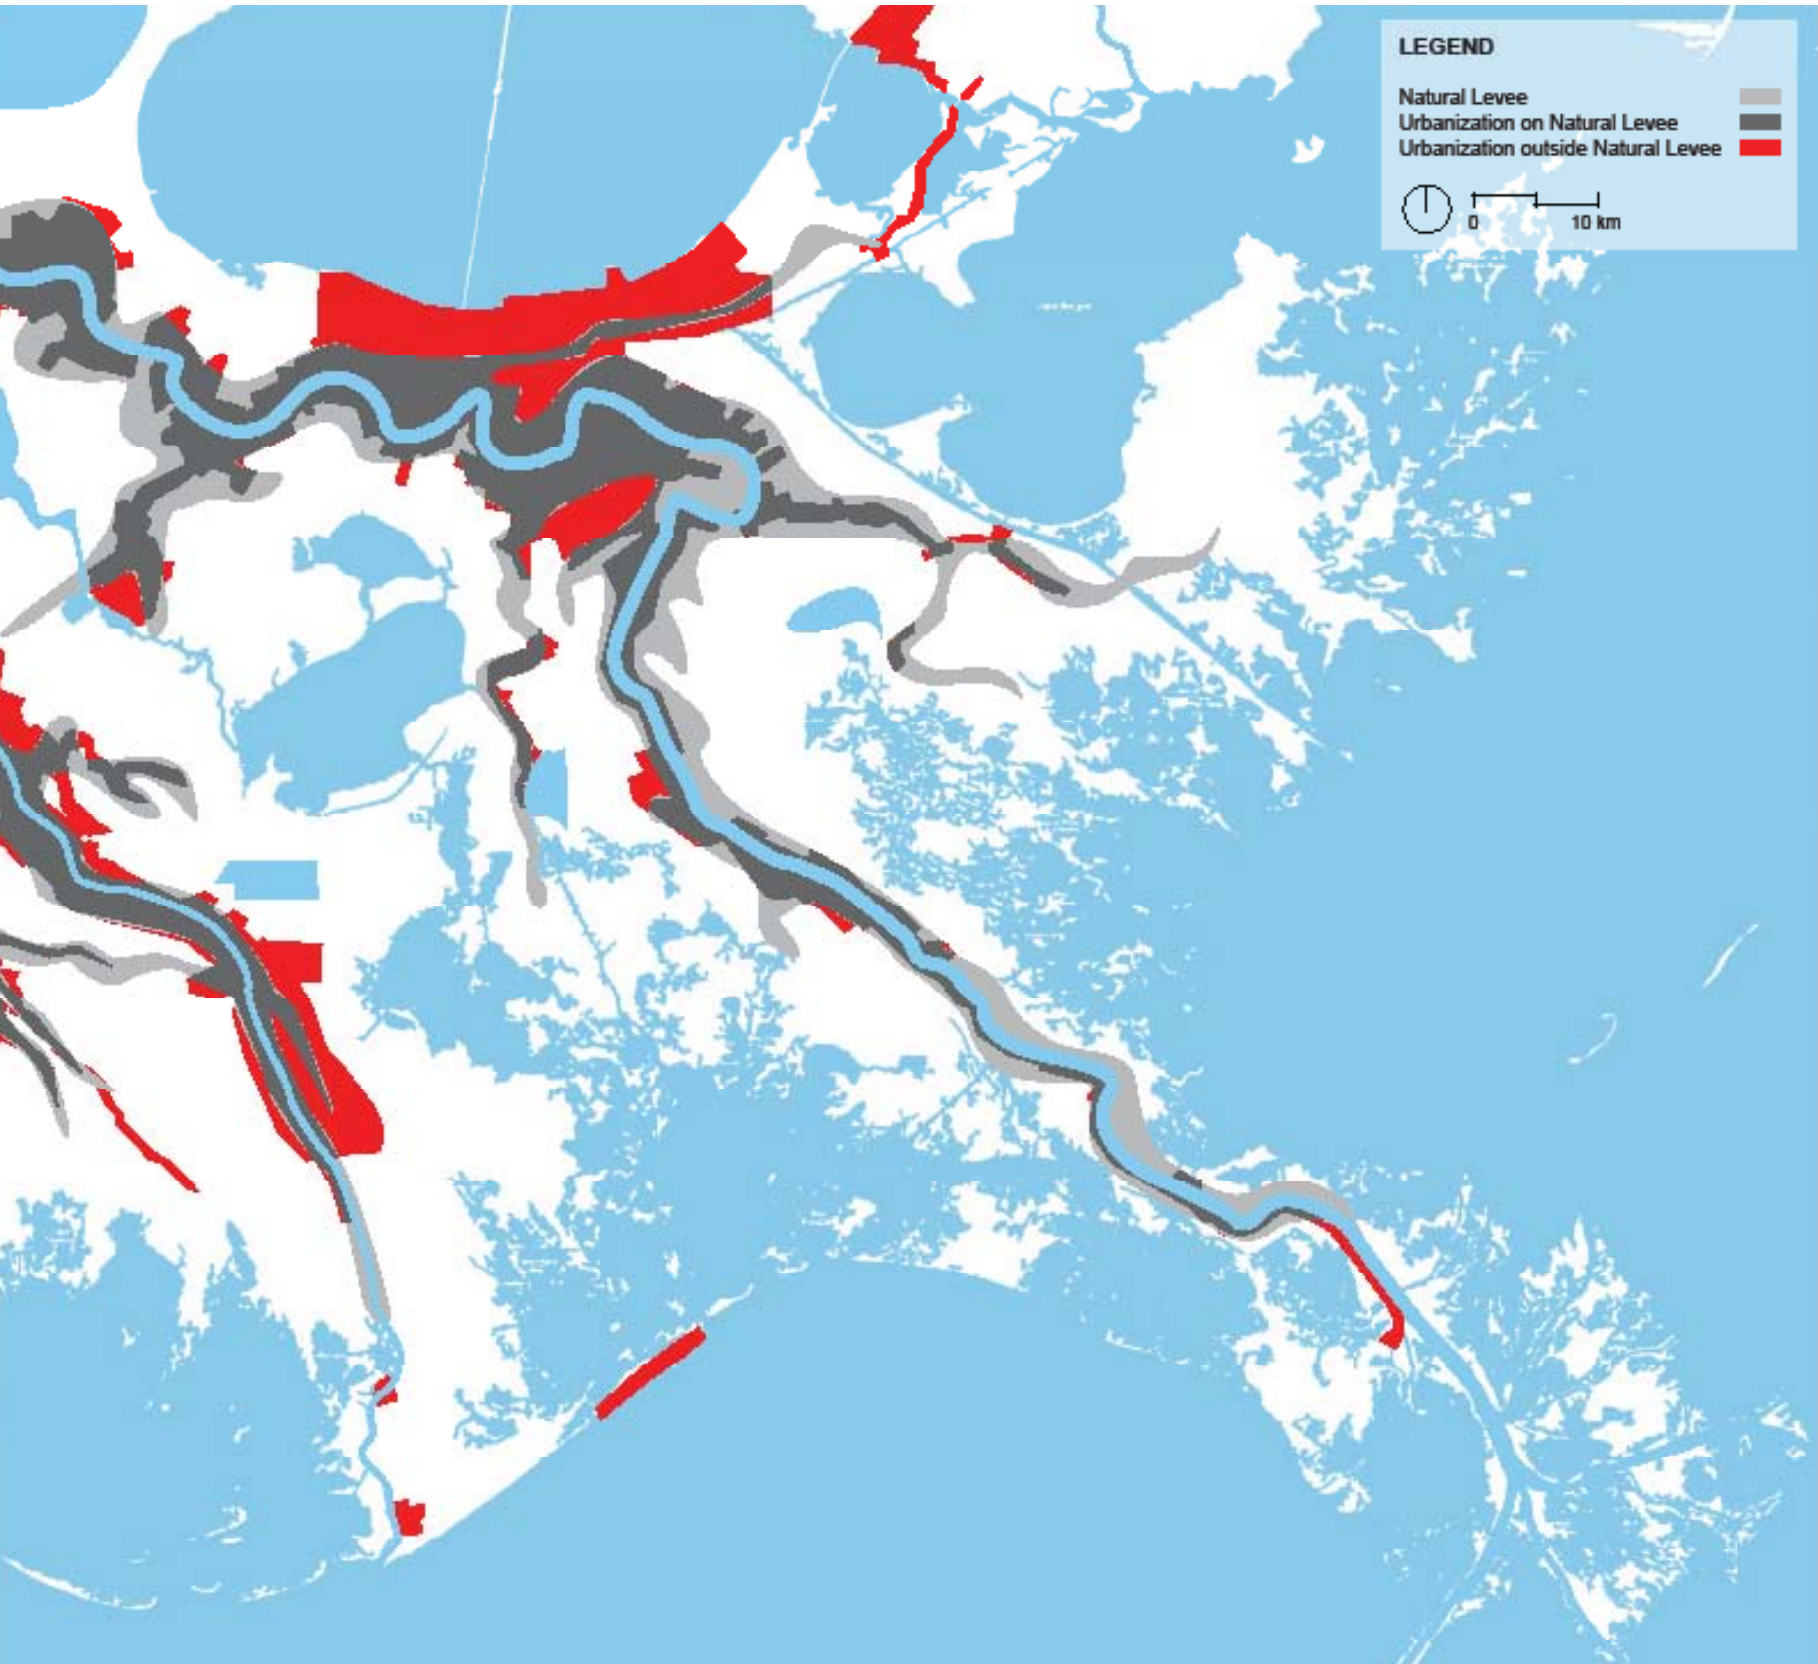 LEGEND
Natural Levee
Urbanization on Natural Levee
Urbanization outside Natural Levee
0 10 km